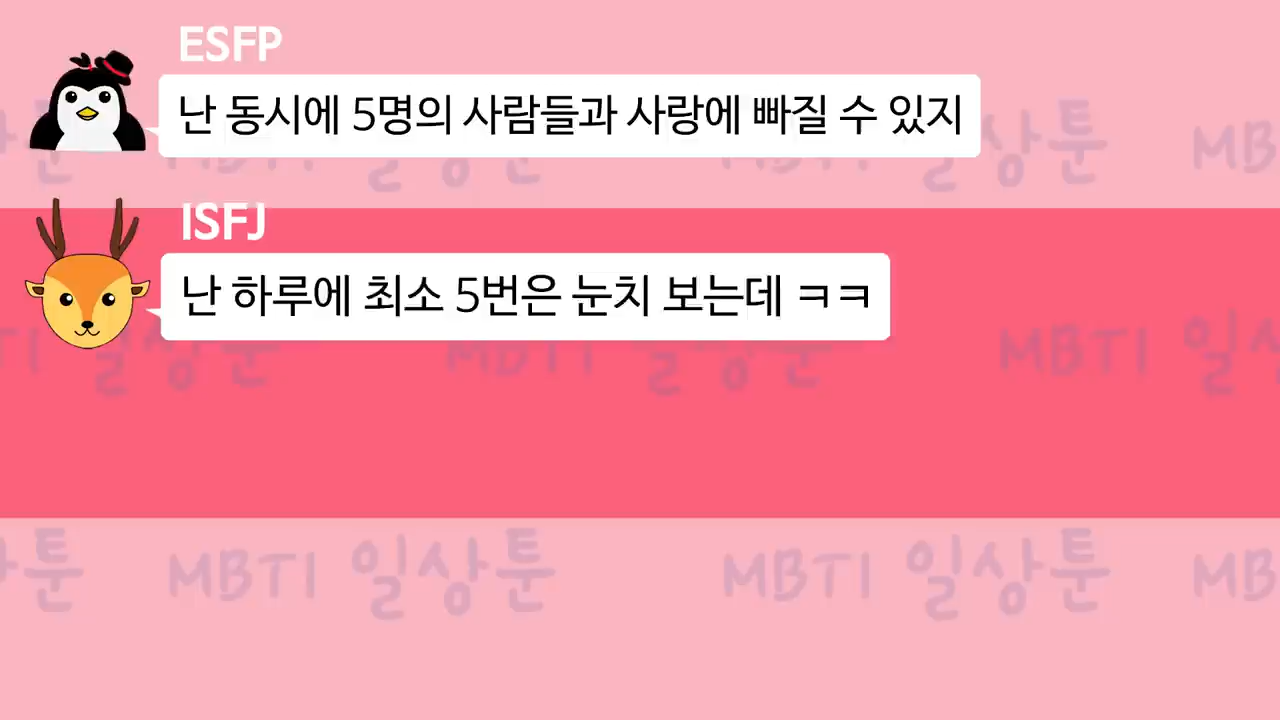 ESFP
난 동시에 5명의 사람들과 사랑에 빠질 수 있지
ISFJ
난 하루에 최소 5번은 눈치 보는데 ㅋㅋ
MBTI 일상툰
MBTI 일상툰